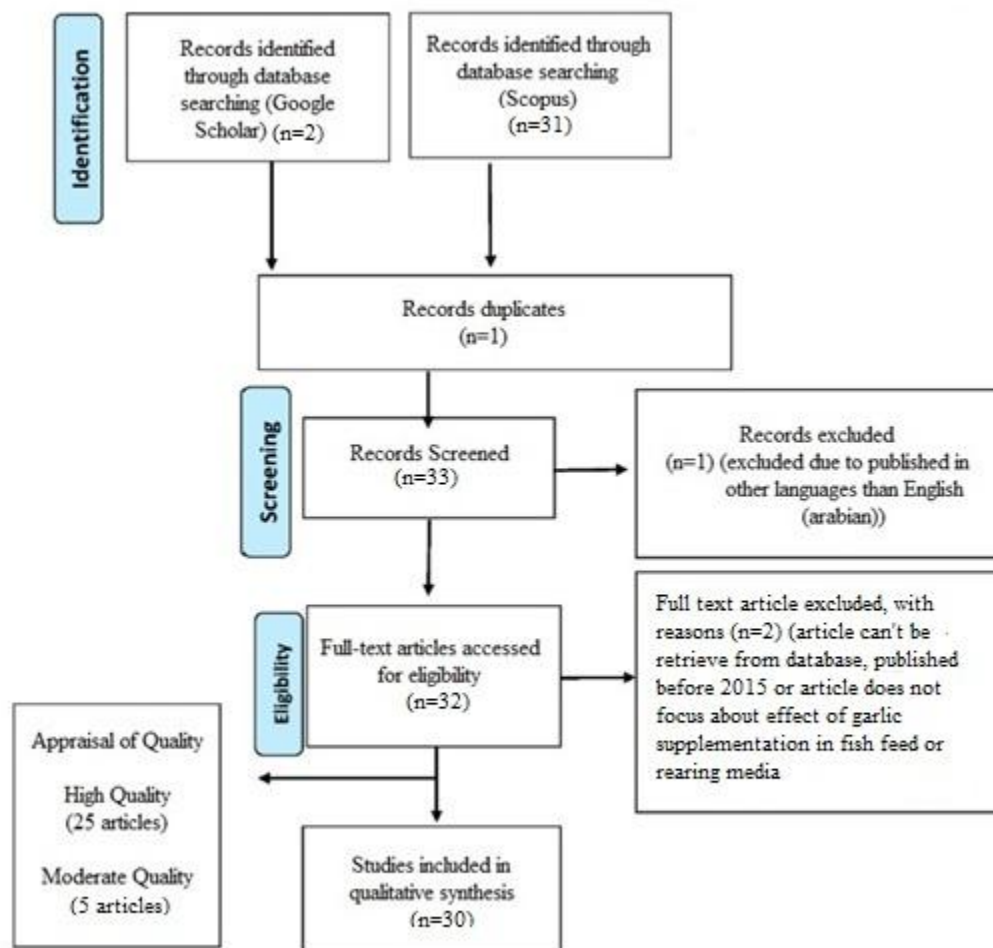 Identification
Records identified
through database
searching (Google
Scholar) (n=2)
Records identified through
database searching
(Scopus)
(n=31)
Records duplicates
(n=1)
Screening
Records Screened
(n=33)
Records excluded
(n=1) (excluded due to published in
other languages than English
(arabian))
Eligibility
Full-text articles accessed
for eligibility
(n=32)
Full text article excluded, with
reasons (n=2) (article can't be
retrieve from database, published
before 2015 or article does not
focus about effect of garlic
supplementation in fish feed or
rearing media
Appraisal of Quality
High Quality
(25 articles)
Moderate Quality
(5 articles)
Studies included in
qualitative synthesis
(n=30)